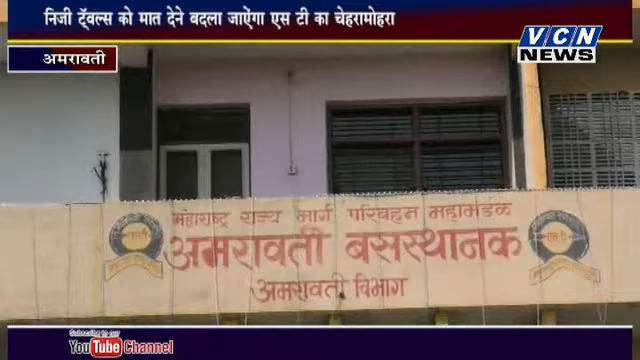 निजी ट्रॅवल्स को मात देने बदला जाऐंगा एस टी का चेहरामोहरा
VCN
NEWS
अमरावती
महाराष्ट्र राज्य मार्ग परिवहन महामंडळ
अमरावती बसस्थानक
अमरावती विभाग
Subscribe to our
YouTube Channel